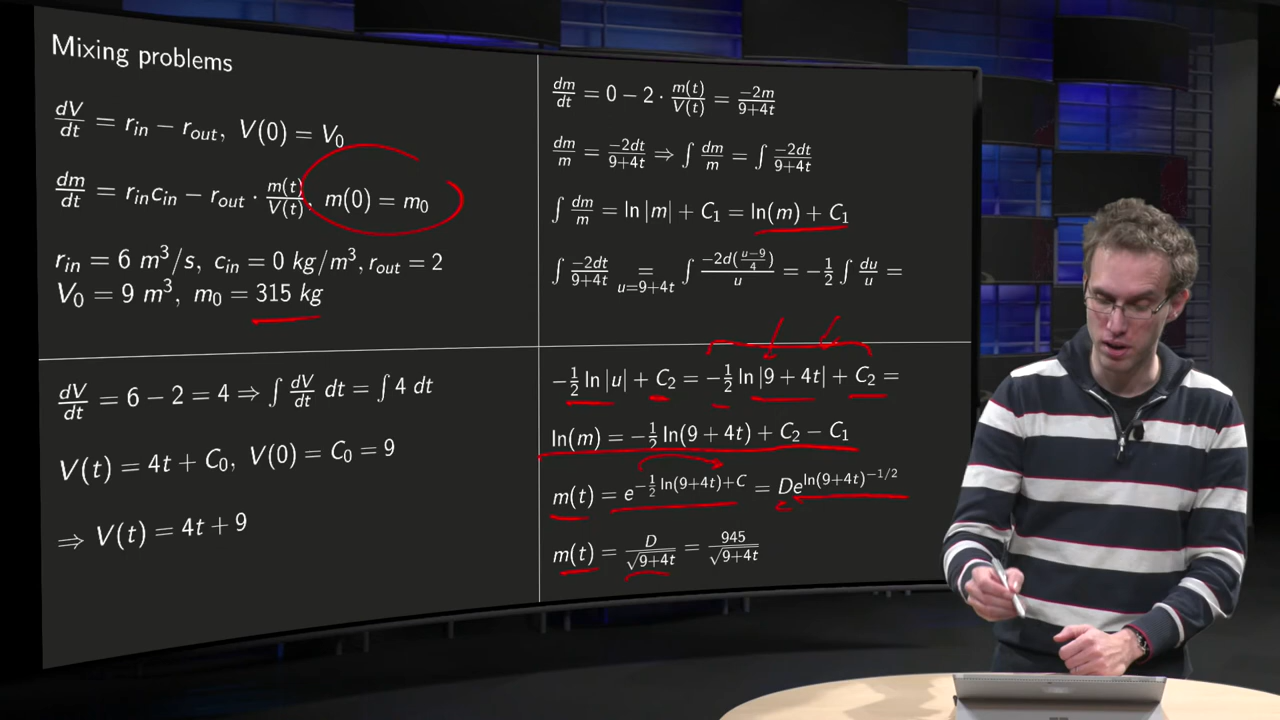 Mixing problems
dV/dt = r_in − r_out, V(0) = V_0
dm/dt = r_in c_in − r_out · m(t)/V(t), m(0) = m_0
r_in = 6 m³/s, c_in = 0 kg/m³, r_out = 2
V_0 = 9 m³, m_0 = 315 kg
dV/dt = 6 − 2 = 4 ⇒ ∫ dV/dt dt = ∫ 4 dt
V(t) = 4t + C_0, V(0) = C_0 = 9
⇒ V(t) = 4t + 9
dm/dt = 0 − 2 · m(t)/V(t) = −2m/9+4t
dm/m = −2dt/9+4t ⇒ ∫ dm/m = ∫ −2dt/9+4t
∫ dm/m = ln|m| + C_1 = ln(m) + C_1
∫ −2dt/9+4t =_{u=9+4t} ∫ −2d(u−9/4)/u = −1/2 ∫ du/u =
−1/2 ln|u| + C_2 = −1/2 ln|9 + 4t| + C_2 =
ln(m) = −1/2 ln(9 + 4t) + C_2 − C_1
m(t) = e^{−1/2 ln(9+4t)+C} = De^{ln(9+4t)^{−1/2}}
m(t) = D/√9+4t = 945/√9+4t